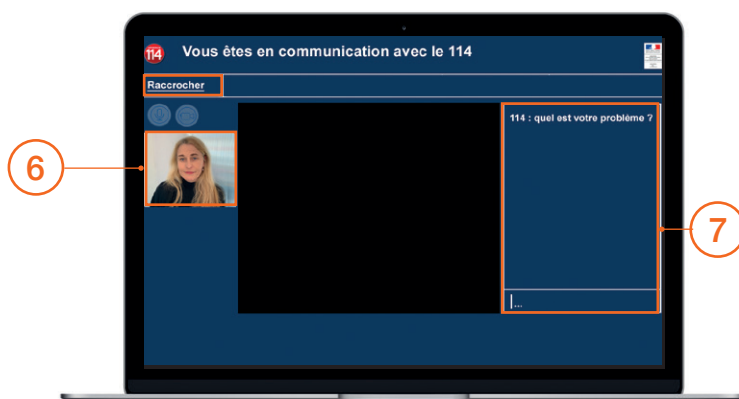 114
Vous êtes en communication avec le 114
Raccrocher
114 : quel est votre problème ?
...
6
7